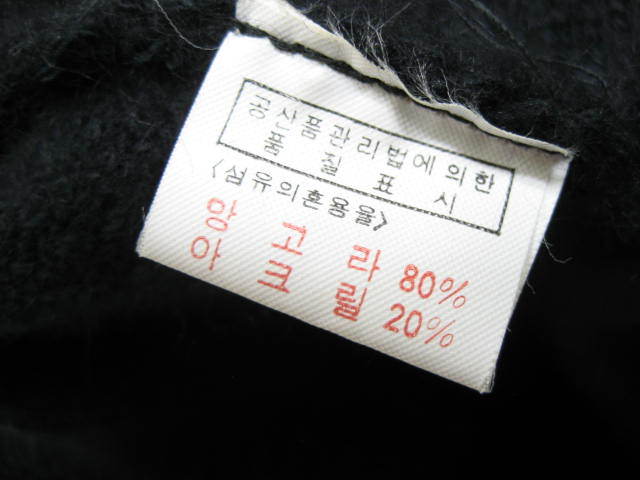 공산품관리법에의한
품질표시
<섬유의혼용율>
앙고라 80%
아크릴 20%